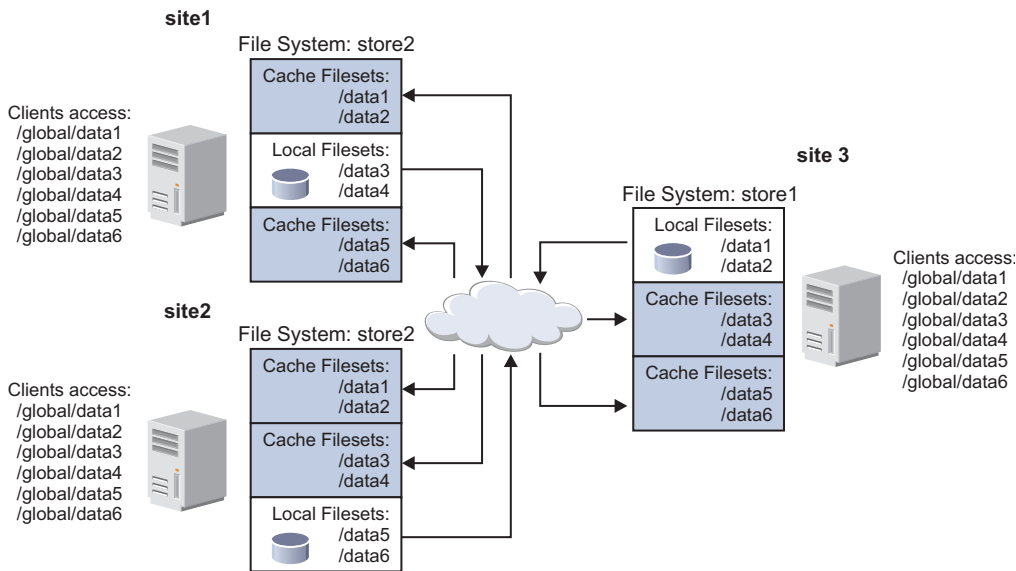 site1
File System: store2
Cache Filesets:
/data1
/data2
Clients access:
/global/data1
/global/data2
/global/data3
/global/data4
/global/data5
/global/data6
Local Filesets:
/data3
/data4
Cache Filesets:
/data5
/data6
site2
File System: store2
Cache Filesets:
/data1
/data2
Clients access:
/global/data1
/global/data2
/global/data3
/global/data4
/global/data5
/global/data6
Cache Filesets:
/data3
/data4
Local Filesets:
/data5
/data6
site 3
File System: store1
Local Filesets:
/data1
/data2
Cache Filesets:
/data3
/data4
Cache Filesets:
/data5
/data6
Clients access:
/global/data1
/global/data2
/global/data3
/global/data4
/global/data5
/global/data6